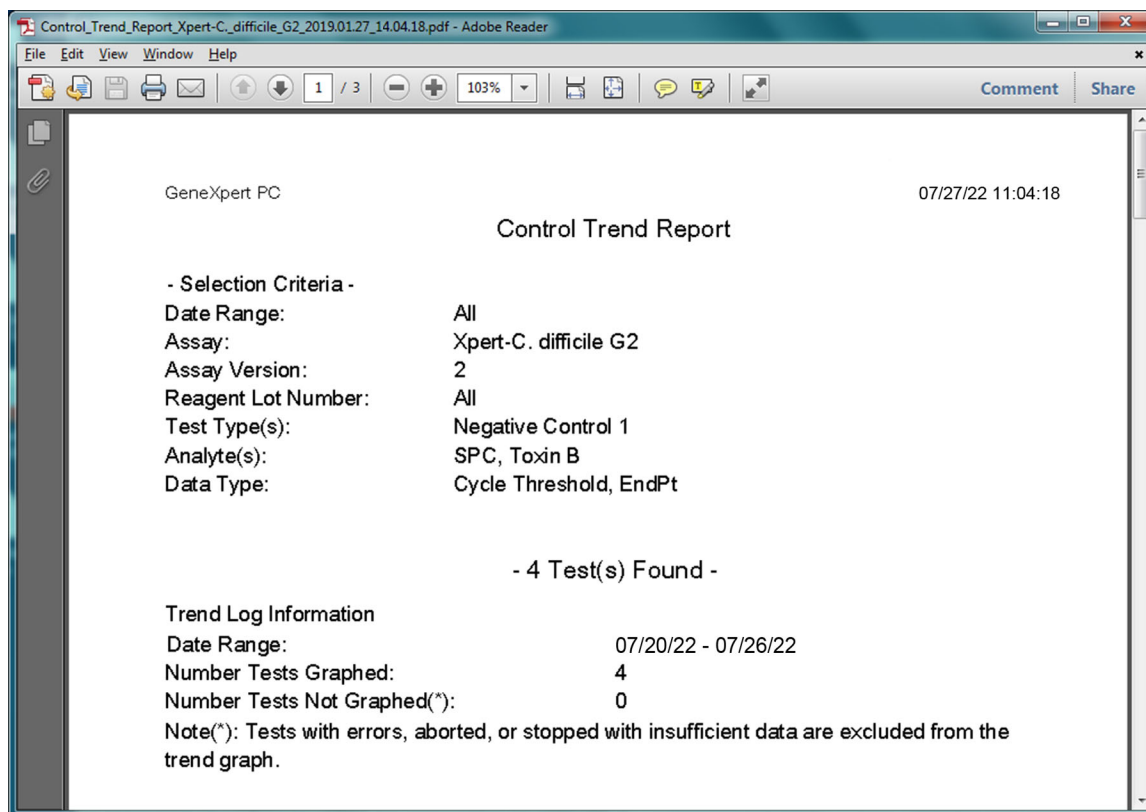 Control_Trend_Report_Xpert-C._difficile_G2_2019.01.27_14.04.18.pdf - Adobe Reader
File Edit View Window Help
1 / 3 103% Comment Share
GeneXpert PC 07/27/22 11:04:18
Control Trend Report
- Selection Criteria -
Date Range: All
Assay: Xpert-C. difficile G2
Assay Version: 2
Reagent Lot Number: All
Test Type(s): Negative Control 1
Analyte(s): SPC, Toxin B
Data Type: Cycle Threshold, EndPt
- 4 Test(s) Found -
Trend Log Information
Date Range: 07/20/22 - 07/26/22
Number Tests Graphed: 4
Number Tests Not Graphed(*): 0
Note(*): Tests with errors, aborted, or stopped with insufficient data are excluded from the
trend graph.